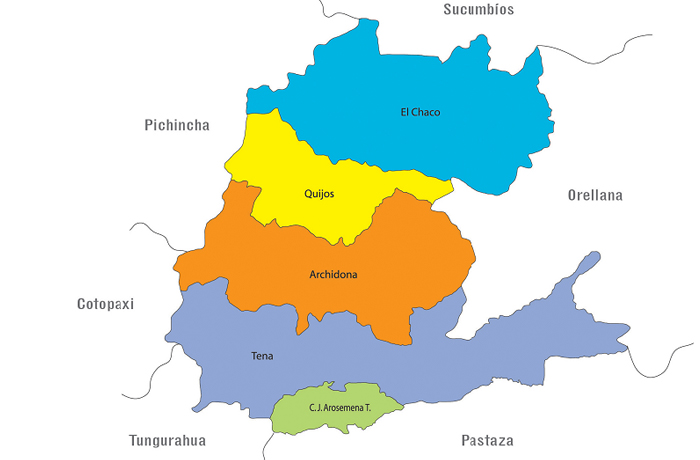 Sucumbíos
El Chaco
Pichincha
Quijos
Orellana
Archidona
Cotopaxi
Tena
C. J. Arosemena T.
Tungurahua
Pastaza